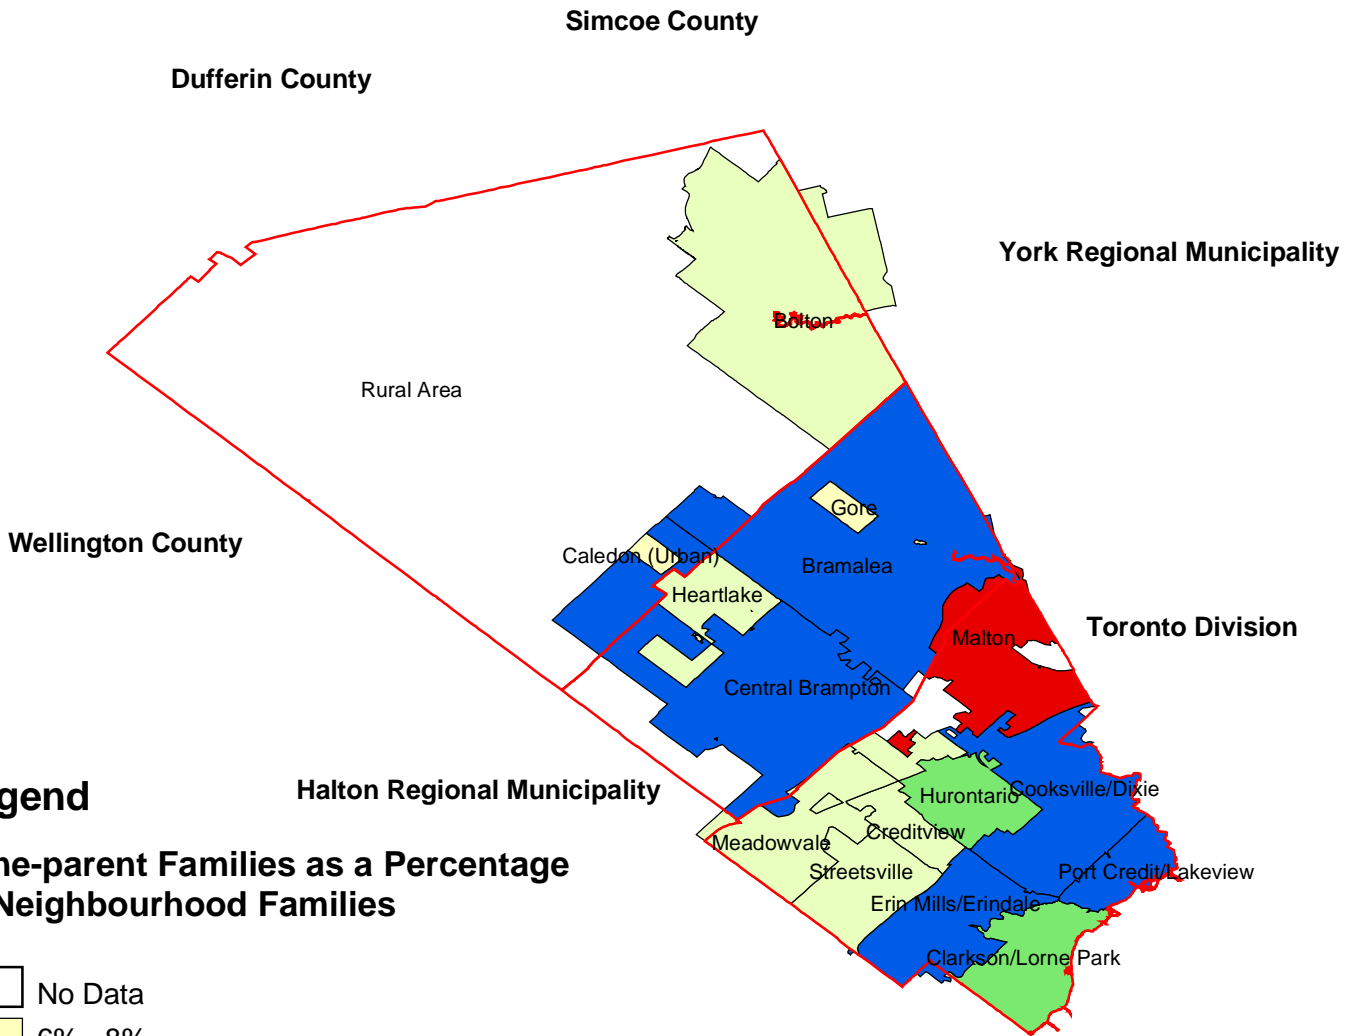 Simcoe County
Dufferin County
York Regional Municipality
Bolton
Rural Area
Gore
Wellington County
Caledon (Urban)
Bramalea
Heartlake
Malton
Toronto Division
Central Brampton
gend
Halton Regional Municipality
Cooksville/Dixie
Hurontario
Creditview
Meadowvale
ne-parent Families as a Percentage
Streetsville
Port Credit/Lakeview
Neighbourhood Families
Erin Mills/Erindale
Clarkson/Lorne Park
No Data
6% - 8%